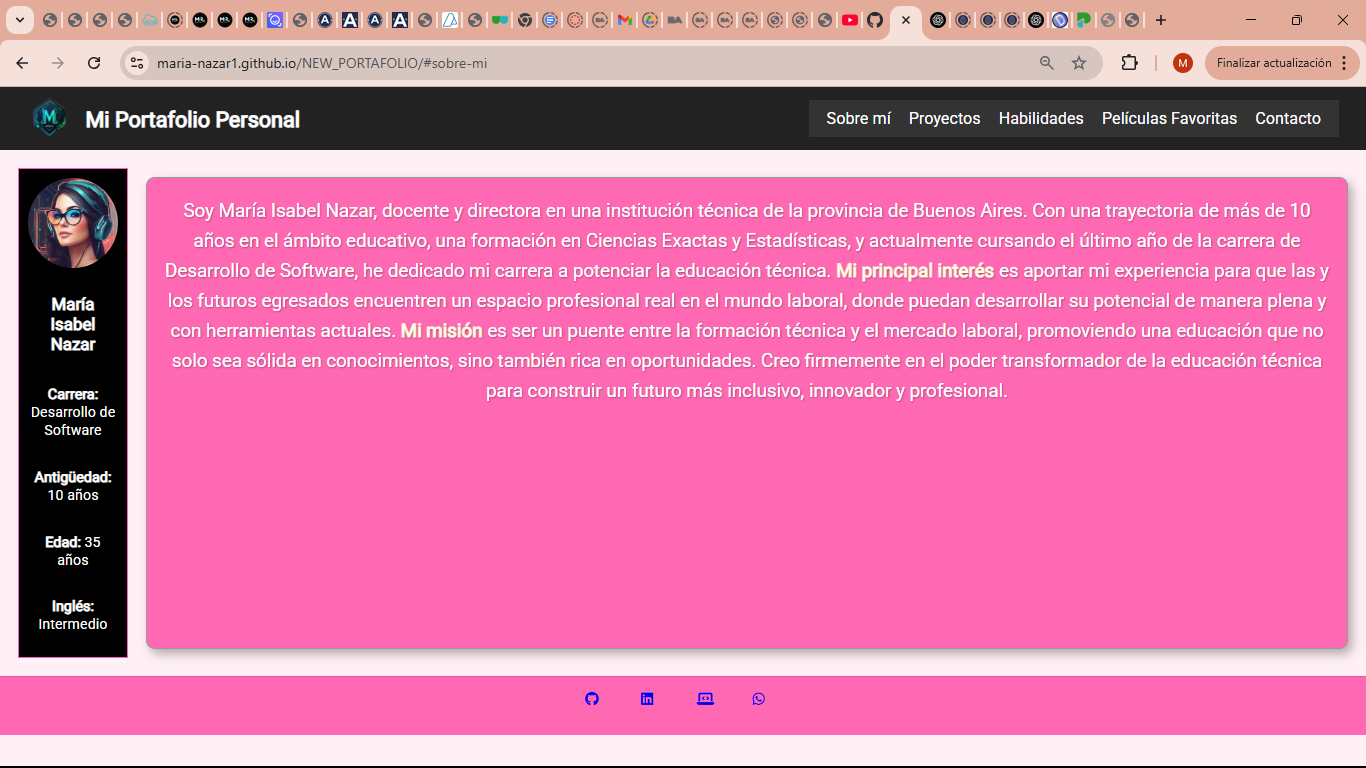 maria-nazar1.github.io/NEW_PORTAFOLIO/#sobre-mi
M
Finalizar actualización
M
Mi Portafolio Personal
Sobre mí
Proyectos
Habilidades
Películas Favoritas
Contacto
María
Isabel
Nazar
Carrera:
Desarrollo de
Software
Antigüedad:
10 años
Edad: 35
años
Inglés:
Intermedio
Soy María Isabel Nazar, docente y directora en una institución técnica de la provincia de Buenos Aires. Con una trayectoria de más de 10
años en el ámbito educativo, una formación en Ciencias Exactas y Estadísticas, y actualmente cursando el último año de la carrera de
Desarrollo de Software, he dedicado mi carrera a potenciar la educación técnica. Mi principal interés es aportar mi experiencia para que las y
los futuros egresados encuentren un espacio profesional real en el mundo laboral, donde puedan desarrollar su potencial de manera plena y
con herramientas actuales. Mi misión es ser un puente entre la formación técnica y el mercado laboral, promoviendo una educación que no
solo sea sólida en conocimientos, sino también rica en oportunidades. Creo firmemente en el poder transformador de la educación técnica
para construir un futuro más inclusivo, innovador y profesional.